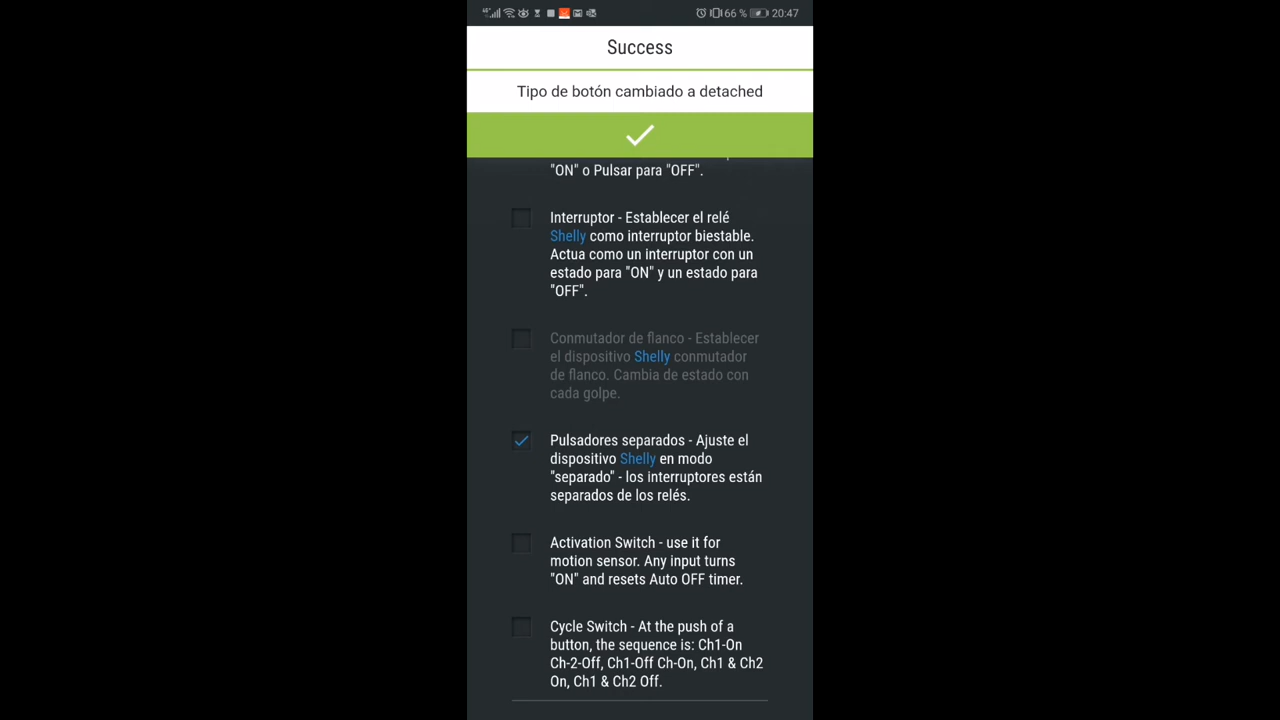 66 % 20:47
Success
Tipo de botón cambiado a detached
"ON" o Pulsar para "OFF".
Interruptor - Establecer el relé
Shelly como interruptor biestable.
Actua como un interruptor con un
estado para "ON" y un estado para
"OFF".
Conmutador de flanco - Establecer
el dispositivo Shelly conmutador
de flanco. Cambia de estado con
cada golpe.
Pulsadores separados - Ajuste el
dispositivo Shelly en modo
"separado" - los interruptores están
separados de los relés.
Activation Switch - use it for
motion sensor. Any input turns
"ON" and resets Auto OFF timer.
Cycle Switch - At the push of a
button, the sequence is: Ch1-On
Ch-2-Off, Ch1-Off Ch-On, Ch1 & Ch2
On, Ch1 & Ch2 Off.